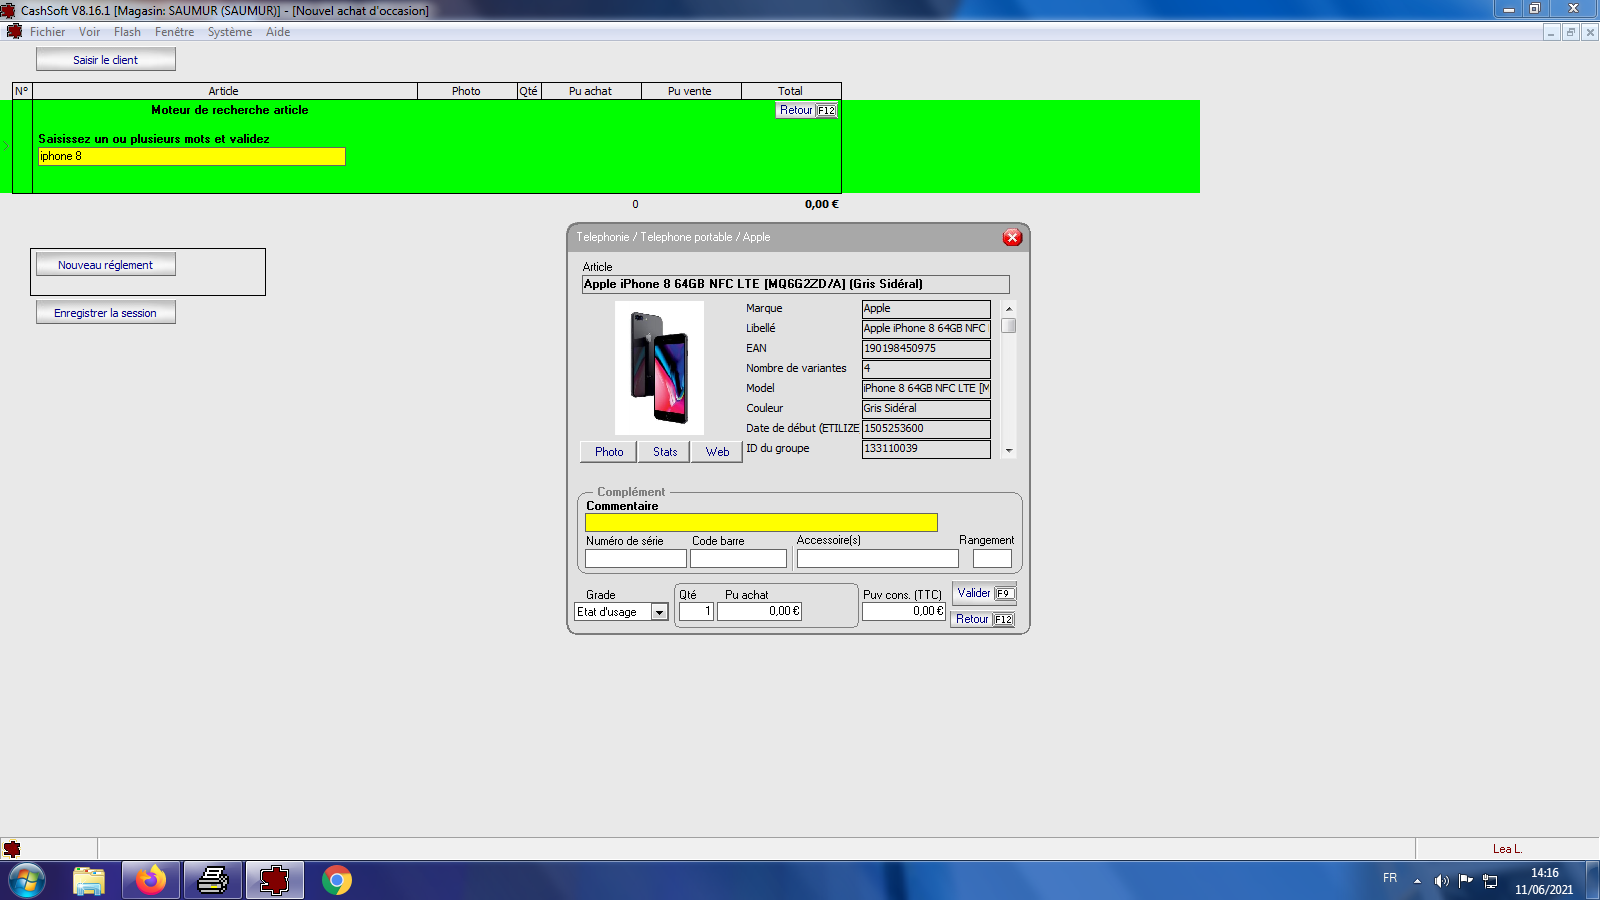 CashSoft V8.16.1 [Magasin: SAUMUR (SAUMUR)] - [Nouvel achat d'occasion]
Fichier Voir Flash Fenêtre Système Aide
Saisir le client
N° Article Photo Qté Pu achat Pu vente Total
Moteur de recherche article
Retour F12
Saisissez un ou plusieurs mots et validez
iphone 8
0 0,00 €
Nouveau réglement
Enregistrer la session
Telephonie / Telephone portable / Apple
Article
Apple iPhone 8 64GB NFC LTE [MQ6G2ZD/A] (Gris Sidéral)
Marque Apple
Libellé Apple iPhone 8 64GB NFC
EAN 190198450975
Nombre de variantes 4
Model iPhone 8 64GB NFC LTE [M
Couleur Gris Sidéral
Date de début (ETILIZE 1505253600
ID du groupe 133110039
Photo Stats Web
Complément
Commentaire
Numéro de série Code barre Accessoire(s) Rangement
Grade Qté Pu achat Puv cons. (TTC)
Valider F9
Etat d'usage 1 0,00 € 0,00 €
Retour F12
Lea L.
FR
14:16
11/06/2021